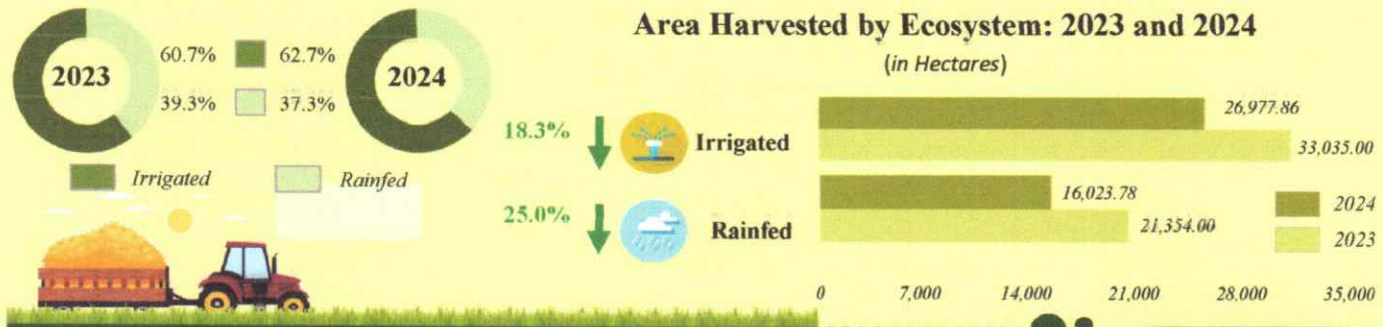 Area Harvested by Ecosystem: 2023 and 2024
(in Hectares)
2023
60.7% 62.7%
39.3% 37.3%
2024
Irrigated Rainfed
18.3% Irrigated
25.0% Rainfed
26,977.86
33,035.00
16,023.78
21,354.00
2024
2023
0 7,000 14,000 21,000 28,000 35,000